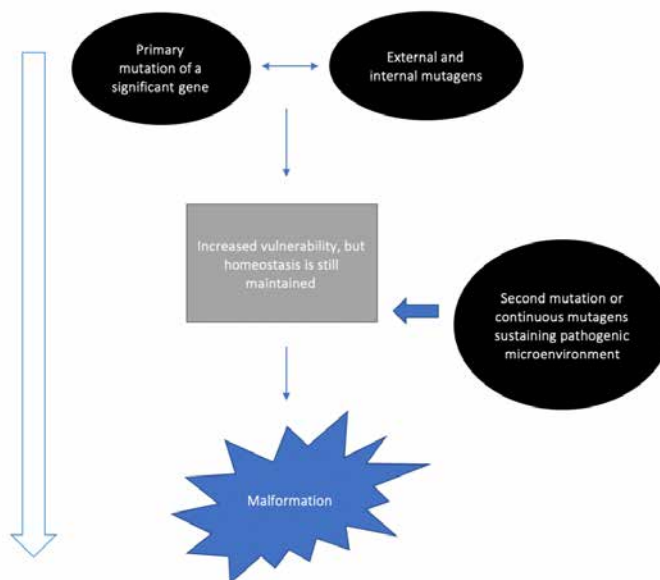 Primary
mutation of a
significant gene
External and
internal mutagens
Increased vulnerability, but
homeostasis is still
maintained
Second mutation or
continuous mutagens
sustaining pathogenic
microenvironment
Malformation